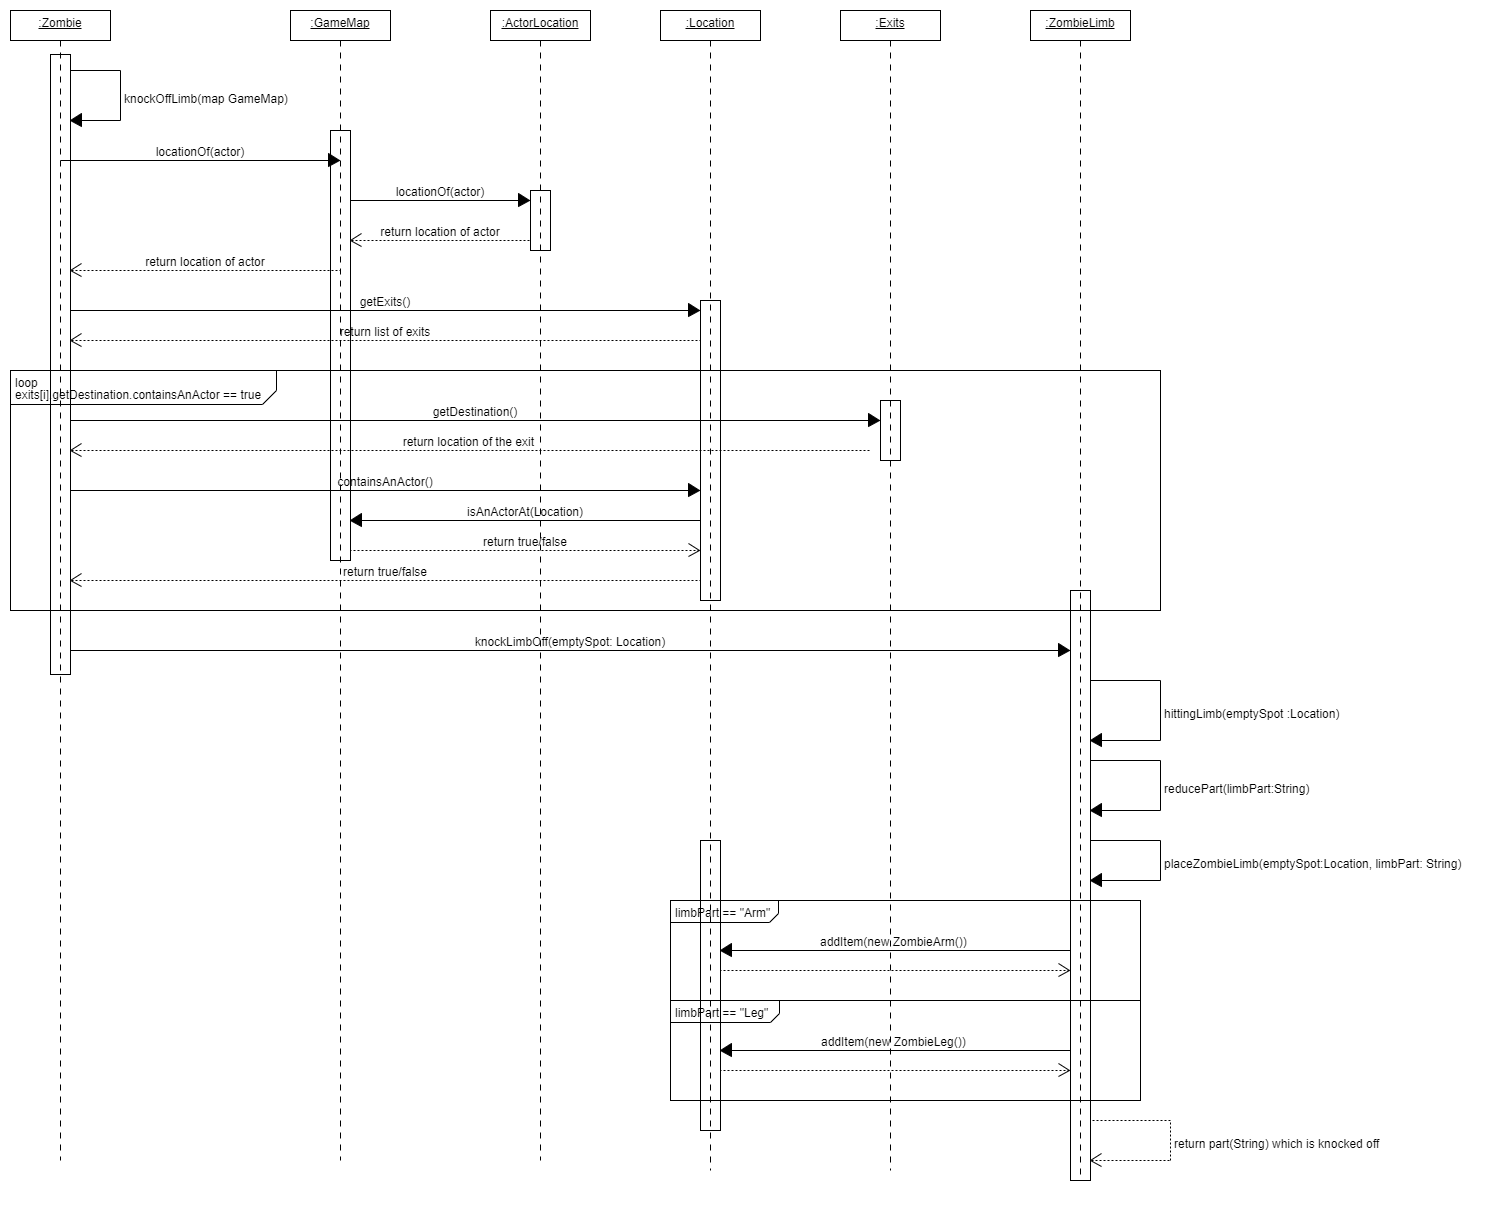 :Zombie
:GameMap
:ActorLocation
:Location
:Exits
:ZombieLimb
knockOffLimb(map GameMap)
locationOf(actor)
locationOf(actor)
return location of actor
return location of actor
getExits()
return list of exits
loop
exits[i].getDestination.containsAnActor == true
getDestination()
return location of the exit
containsAnActor()
isAnActorAt(Location)
return true/false
return true/false
knockLimbOff(emptySpot: Location)
hittingLimb(emptySpot :Location)
reducePart(limbPart:String)
placeZombieLimb(emptySpot:Location, limbPart: String)
limbPart == "Arm"
addItem(new ZombieArm())
limbPart == "Leg"
addItem(new ZombieLeg())
return part(String) which is knocked off